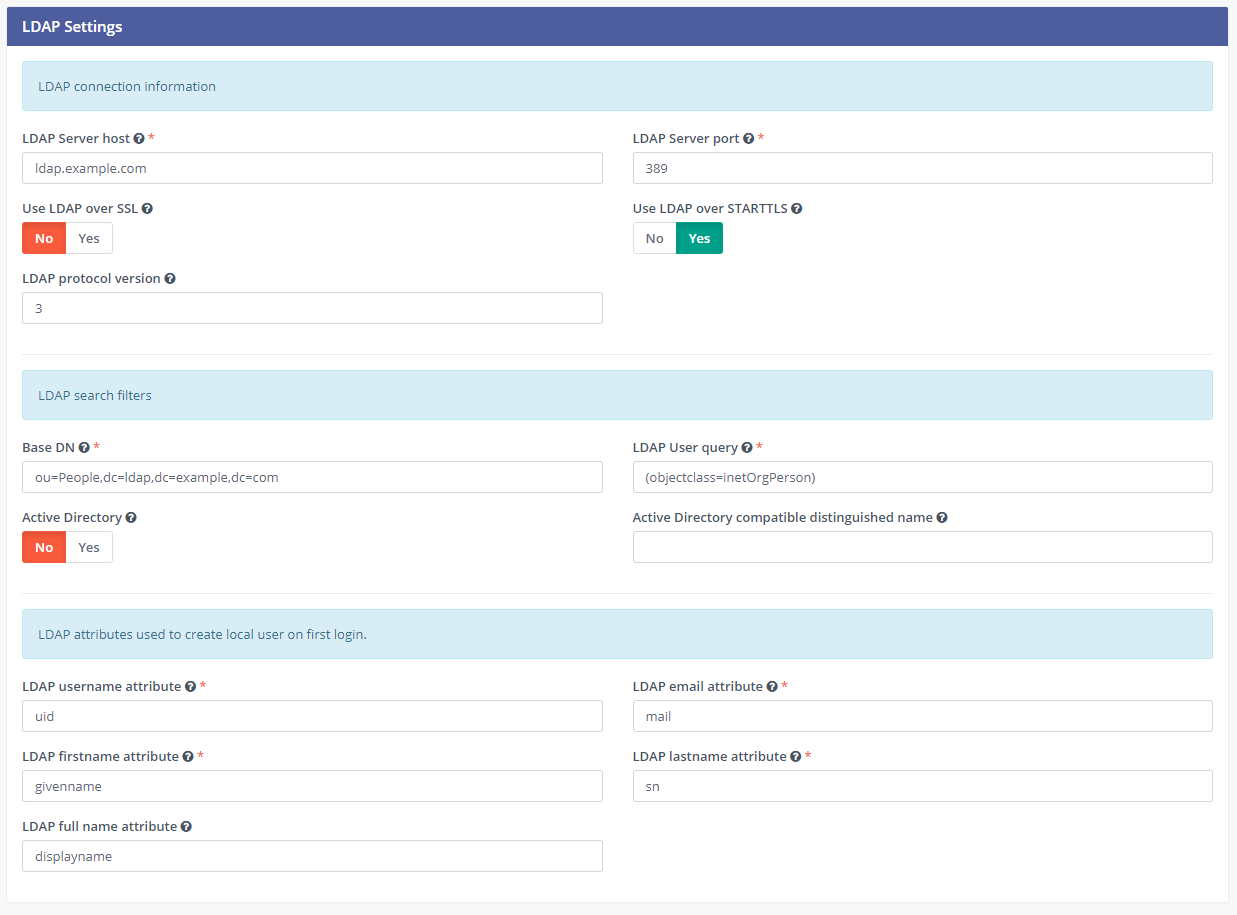 LDAP Settings
LDAP connection information
LDAP Server host ? *
LDAP Server port ? *
ldap.example.com
389
Use LDAP over SSL ?
Use LDAP over STARTTLS ?
No Yes
No Yes
LDAP protocol version ?
3
LDAP search filters
Base DN ? *
LDAP User query ? *
ou=People,dc=ldap,dc=example,dc=com
(objectclass=inetOrgPerson)
Active Directory ?
Active Directory compatible distinguished name ?
No Yes
LDAP attributes used to create local user on first login.
LDAP username attribute ? *
LDAP email attribute ? *
uid
mail
LDAP firstname attribute ? *
LDAP lastname attribute ? *
givenname
sn
LDAP full name attribute ?
displayname